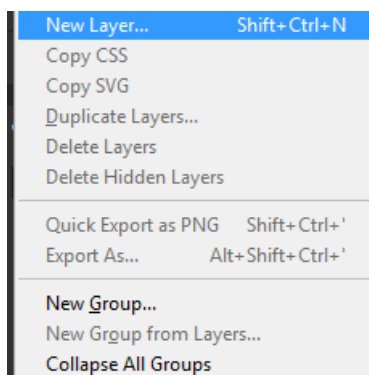 New Layer... Shift+Ctrl+N
Copy CSS
Copy SVG
Duplicate Layers...
Delete Layers
Delete Hidden Layers
Quick Export as PNG Shift+Ctrl+'
Export As... Alt+Shift+Ctrl+'
New Group...
New Group from Layers...
Collapse All Groups